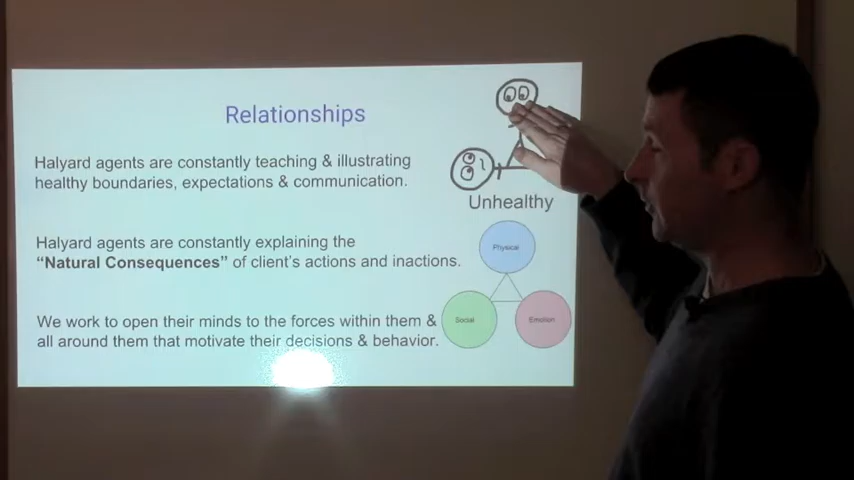 Relationships
Halyard agents are constantly teaching & illustrating
healthy boundaries, expectations & communication.
Unhealthy
Halyard agents are constantly explaining the
“Natural Consequences” of client's actions and inactions.
Physical
We work to open their minds to the forces within them &
all around them that motivate their decisions & behavior.
Social
Emotion